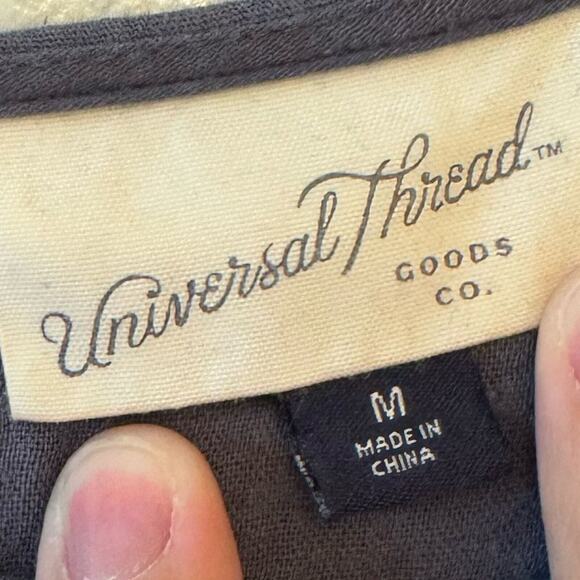 Universal Thread™
GOODS
CO.
M
MADE IN
CHINA